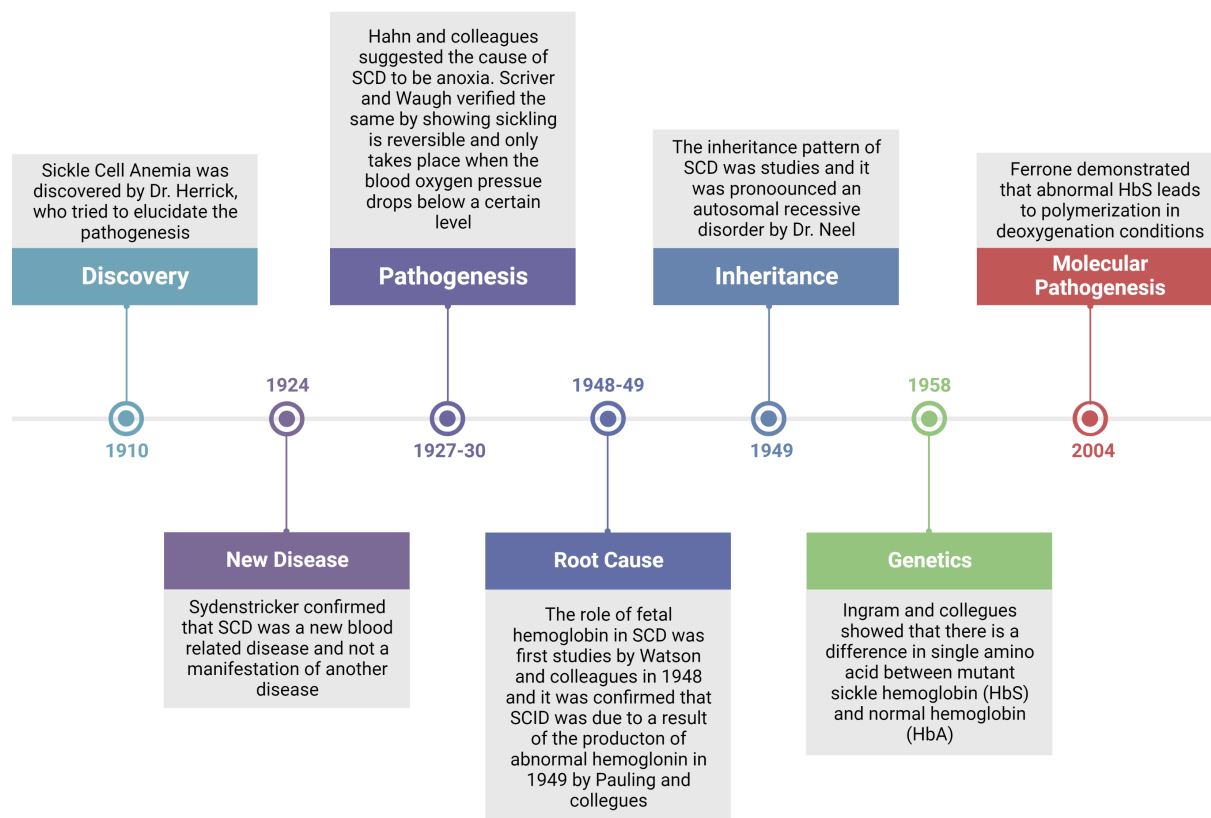 Sickle Cell Anemia was
discovered by Dr. Herrick,
who tried to elucidate the
pathogenesis
Discovery
1910
1924
New Disease
Sydenstricker confirmed
that SCD was a new blood
related disease and not a
manifestation of another
disease
Hahn and colleagues
suggested the cause of
SCD to be anoxia. Scriver
and Waugh verified the
same by showing sickling
is reversible and only
takes place when the
blood oxygen pressue
drops below a certain
level
Pathogenesis
1927-30
1948-49
Root Cause
The role of fetal
hemoglobin in SCD was
first studies by Watson
and colleagues in 1948
and it was confirmed that
SCID was due to a result
of the producton of
abnormal hemoglonin in
1949 by Pauling and
collegues
The inheritance pattern of
SCD was studies and it
was pronoounced an
autosomal recessive
disorder by Dr. Neel
Inheritance
1949
1958
Genetics
Ingram and collegues
showed that there is a
difference in single amino
acid between mutant
sickle hemoglobin (HbS)
and normal hemoglobin
(HbA)
Ferrone demonstrated
that abnormal HbS leads
to polymerization in
deoxygenation conditions
Molecular
Pathogenesis
2004